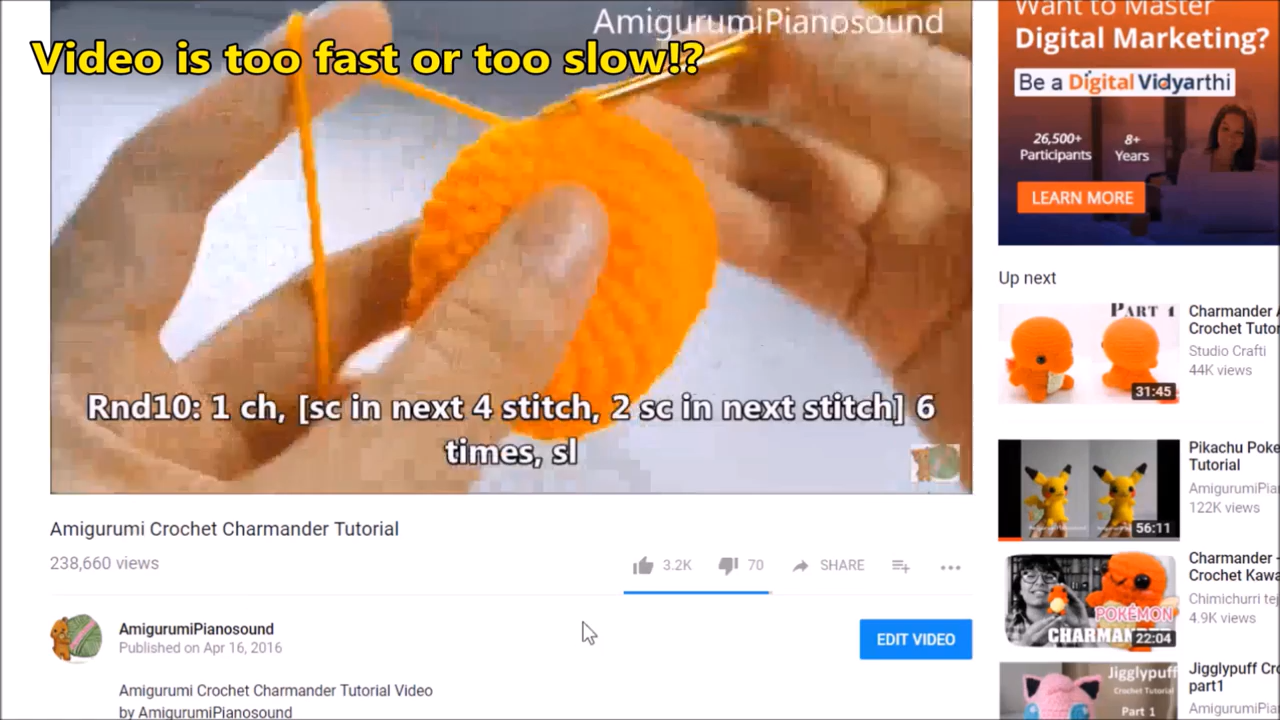 AmigurumiPianosound
Video is too fast or too slow!?
Rnd10: 1 ch, [sc in next 4 stitch, 2 sc in next stitch] 6
times, sl
Amigurumi Crochet Charmander Tutorial
238,660 views
3.2K
70
SHARE
AmigurumiPianosound
Published on Apr 16, 2016
EDIT VIDEO
Amigurumi Crochet Charmander Tutorial Video
by AmigurumiPianosound
Want to Master
Digital Marketing?
Be a Digital Vidyarthi
26,500+
Participants
8+
Years
LEARN MORE
Up next
PART 1
31:45
Charmander A
Crochet Tutor
Studio Crafti
44K views
56:11
Pikachu Poke
Tutorial
AmigurumiPia
122K views
POKÉMON
CHARMANDER
22:04
Charmander
Crochet Kawa
Chimichurri tej
4.9K views
Jigglypuff
Crochet Tutorial
Part 1
Jigglypuff Cro
part1
AmigurumiPia